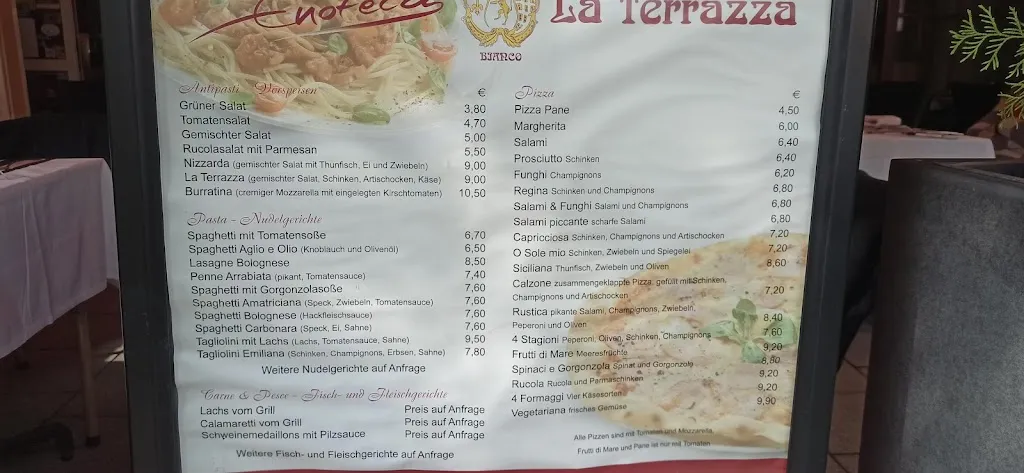 Enoteca
La Terrazza
BIANCO
Antipasti - Vorspeisen €
Grüner Salat 3,80
Tomatensalat 4,70
Gemischter Salat 5,00
Rucolasalat mit Parmesan 5,50
Nizzarda (gemischter Salat mit Thunfisch, Ei und Zwiebeln) 9,00
La Terrazza (gemischter Salat, Schinken, Artischocken, Käse) 9,00
Burratina (cremiger Mozzarella mit eingelegten Kirschtomaten) 10,50
Pasta - Nudelgerichte
Spaghetti mit Tomatensoße 6,70
Spaghetti Aglio e Olio (Knoblauch und Olivenöl) 6,50
Lasagne Bolognese 8,50
Penne Arrabiata (pikant, Tomatensauce) 7,40
Spaghetti mit Gorgonzolasoße 7,60
Spaghetti Amatriciana (Speck, Zwiebeln, Tomatensauce) 7,60
Spaghetti Bolognese (Hackfleischsauce) 7,60
Spaghetti Carbonara (Speck, Ei, Sahne) 7,60
Tagliolini mit Lachs (Lachs, Tomatensauce, Sahne) 9,50
Tagliolini Emiliana (Schinken, Champignons, Erbsen, Sahne) 7,80
Weitere Nudelgerichte auf Anfrage
Carne & Pesce - Fisch- und Fleischgerichte
Lachs vom Grill Preis auf Anfrage
Calamaretti vom Grill Preis auf Anfrage
Schweinemedaillons mit Pilzsauce Preis auf Anfrage
Weitere Fisch- und Fleischgerichte auf Anfrage
Pizza €
Pizza Pane 4,50
Margherita 6,00
Salami 6,40
Prosciutto Schinken 6,40
Funghi Champignons 6,20
Regina Schinken und Champignons 6,80
Salami & Funghi Salami und Champignons 6,80
Salami piccante scharfe Salami 6,80
Capricciosa Schinken, Champignons und Artischocken 7,20
O Sole mio Schinken, Zwiebeln und Spiegelei 7,20
Siciliana Thunfisch, Zwiebeln und Oliven 8,60
Calzone zusammengeklappte Pizza, gefüllt mit Schinken,
Champignons und Artischocken 7,20
Rustica pikante Salami, Champignons, Zwiebeln,
Peperoni und Oliven 8,40
4 Stagioni Peperoni, Oliven, Schinken, Champignons 7,60
Frutti di Mare Meeresfrüchte 9,20
Spinaci e Gorgonzola Spinat und Gorgonzola 8,80
Rucola Rucola und Parmaschinken 9,20
4 Formaggi Vier Käsesorten 9,20
Vegetariana frisches Gemüse 9,90
Alle Pizzen sind mit Tomaten und Mozzarella,
Frutti di Mare und Pane ist nur mit Tomaten